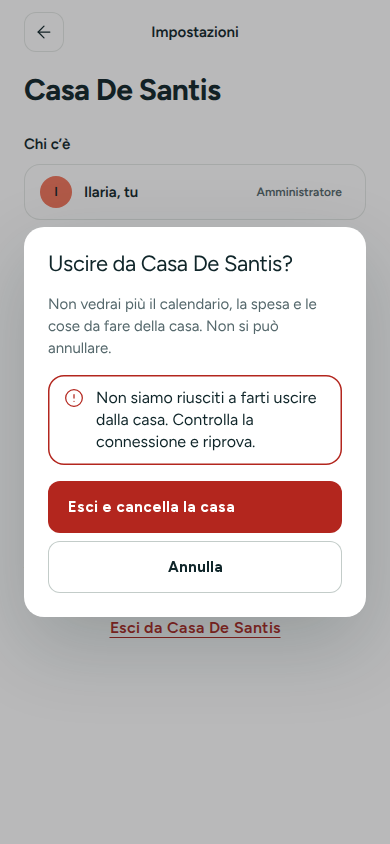 Impostazioni
Casa De Santis
Chi c’è
I
Ilaria, tu
Amministratore
Uscire da Casa De Santis?
Non vedrai più il calendario, la spesa e le
cose da fare della casa. Non si può
annullare.
Non siamo riusciti a farti uscire
dalla casa. Controlla la
connessione e riprova.
Esci e cancella la casa
Annulla
Esci da Casa De Santis